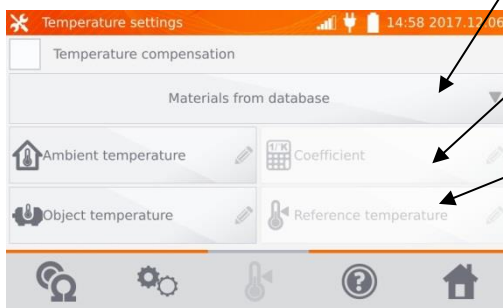 Temperature settings 14:58 2017.12.06
Temperature compensation
Materials from database
Ambient temperature
1/K Coefficient
Object temperature
Reference temperature
Ω
?